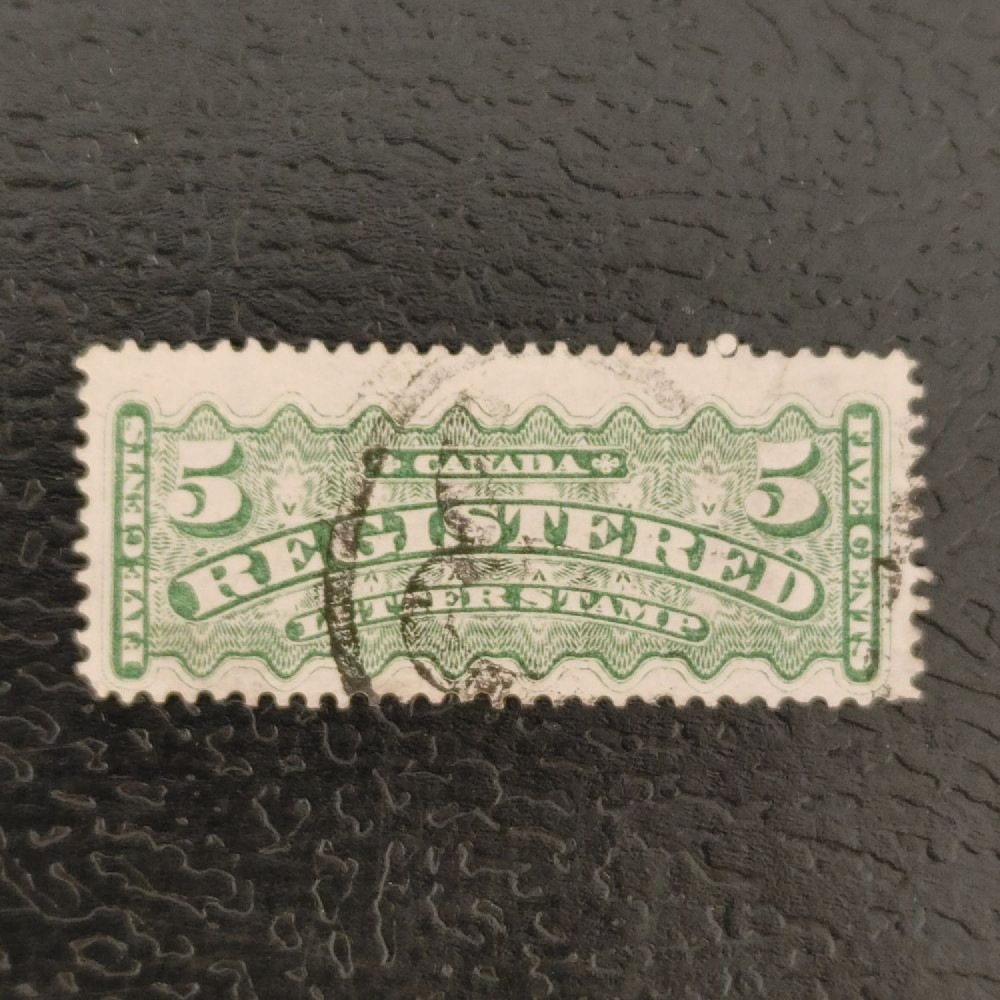 CANADA
5 5
REGISTERED
LETTER STAMP
FIVE CENTS
FIVE CENTS